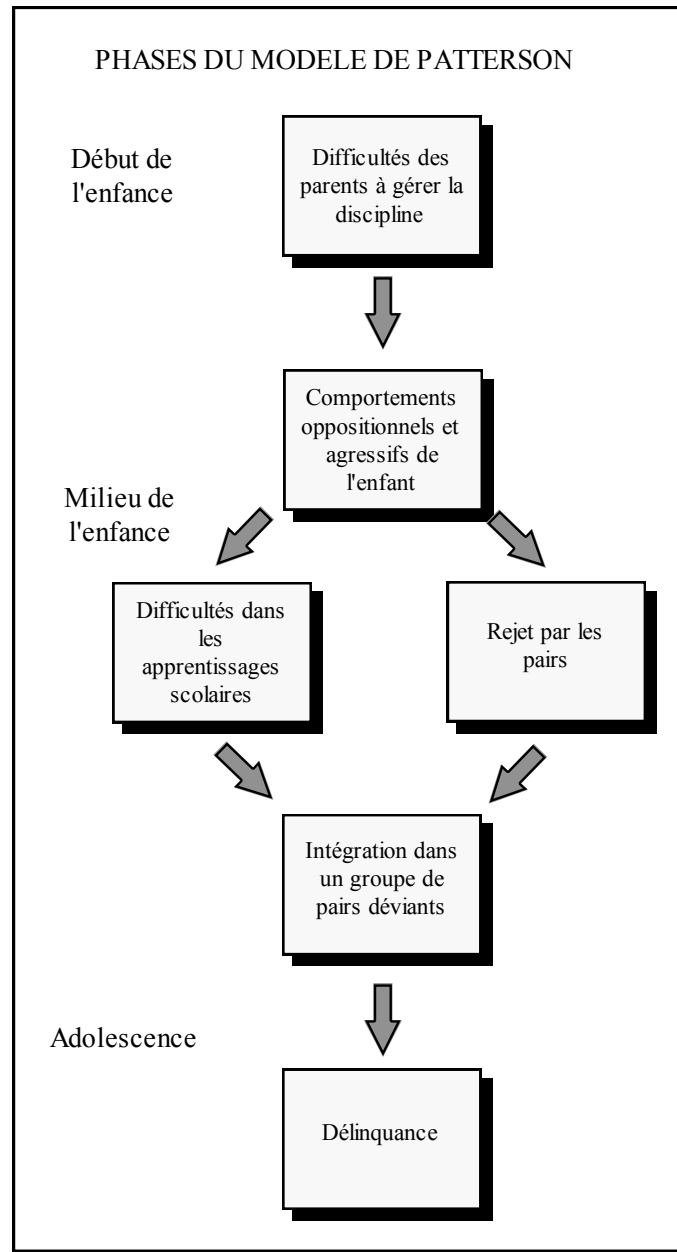 PHASES DU MODELE DE PATTERSON
Début de
l'enfance
Difficultés des
parents à gérer la
discipline
Comportements
oppositionnels et
agressifs de
l'enfant
Milieu de
l'enfance
Difficultés dans
les
apprentissages
scolaires
Rejet par les
pairs
Intégration dans
un groupe de
pairs déviants
Adolescence
Délinquance